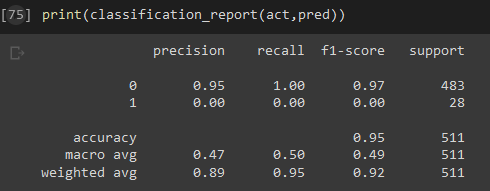 [75] print(classification_report(act,pred))
precision recall f1-score support
0 0.95 1.00 0.97 483
1 0.00 0.00 0.00 28
accuracy 0.95 511
macro avg 0.47 0.50 0.49 511
weighted avg 0.89 0.95 0.92 511